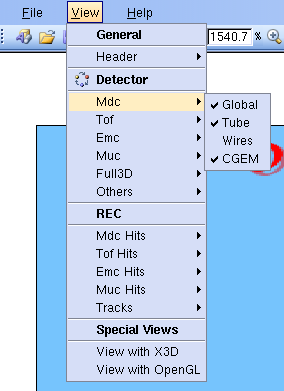 File View Help
1540.7 %
General
Header
Detector
Mdc
Tof
Emc
Muc
Full3D
Others
REC
Mdc Hits
Tof Hits
Emc Hits
Muc Hits
Tracks
Special Views
View with X3D
View with OpenGL
Global
Tube
Wires
CGEM